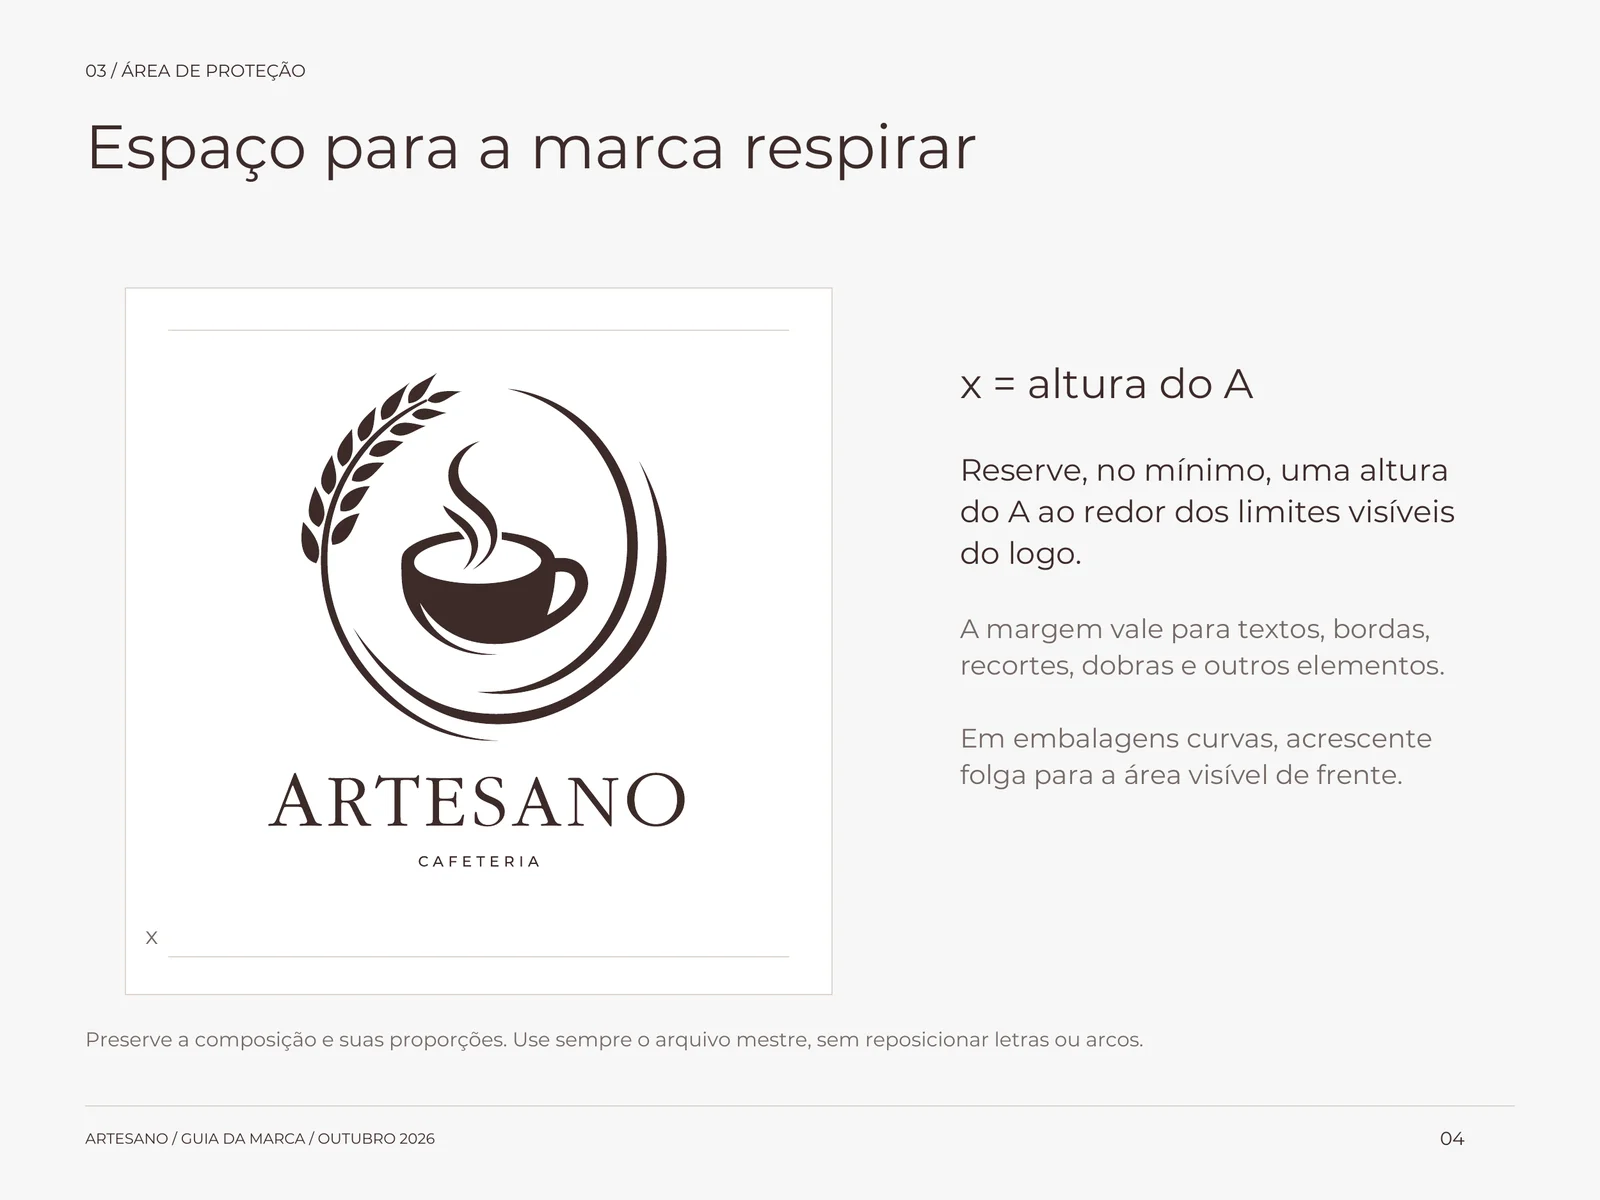 03 / ÁREA DE PROTEÇÃO
Espaço para a marca respirar
ARTESANO
CAFETERIA
x
x = altura do A
Reserve, no mínimo, uma altura
do A ao redor dos limites visíveis
do logo.
A margem vale para textos, bordas,
recortes, dobras e outros elementos.
Em embalagens curvas, acrescente
folga para a área visível de frente.
Preserve a composição e suas proporções. Use sempre o arquivo mestre, sem reposicionar letras ou arcos.
ARTESANO / GUIA DA MARCA / OUTUBRO 2026
04